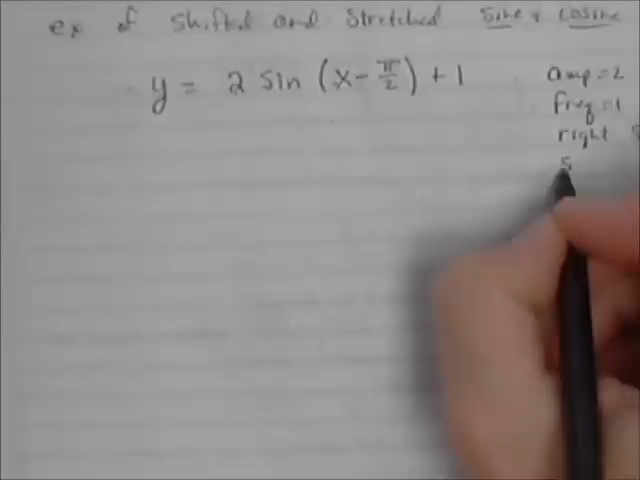 ex of Shifted and Stretched Sine & cosine
y = 2 sin (x - π/2) + 1
amp = 2
freq = 1
right